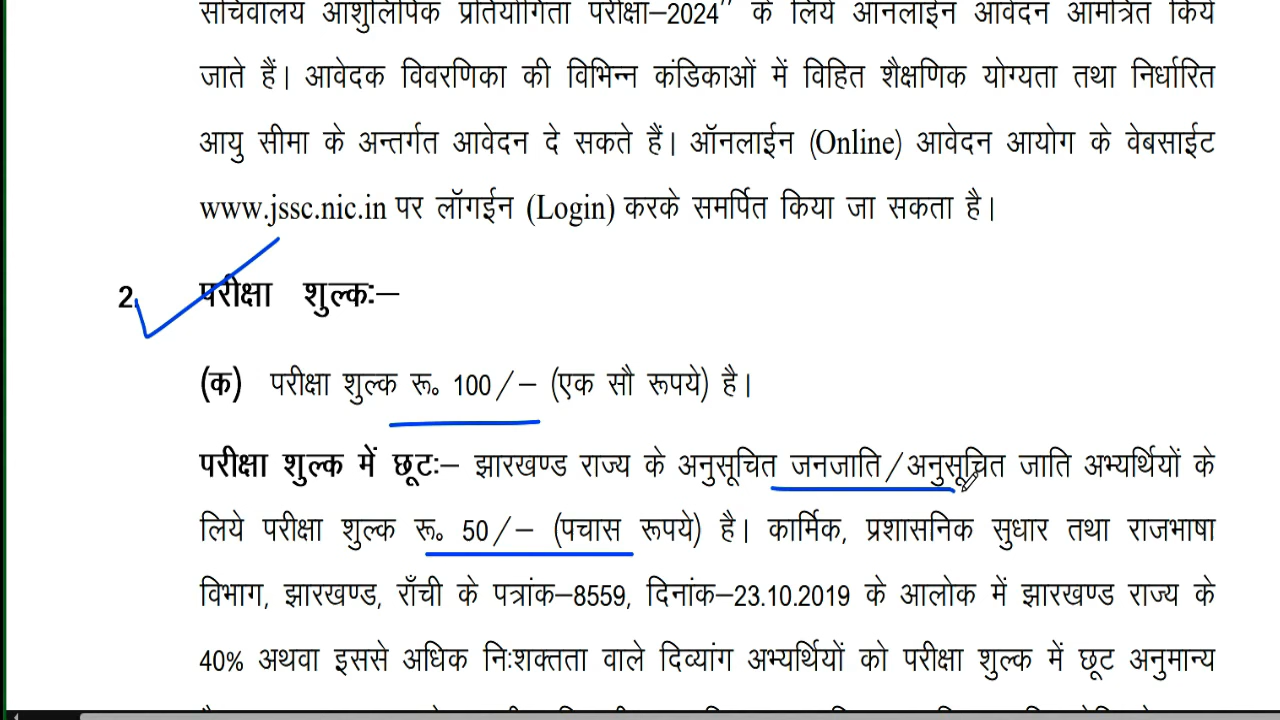 सचिवालय आशुलिपिक प्रतियोगिता परीक्षा–2024" के लिये ऑनलाईन आवेदन आमंत्रित किये
जाते हैं। आवेदक विवरणिका की विभिन्न कंडिकाओं में विहित शैक्षणिक योग्यता तथा निर्धारित
आयु सीमा के अन्तर्गत आवेदन दे सकते हैं। ऑनलाईन (Online) आवेदन आयोग के वेबसाईट
www.jssc.nic.in पर लॉगईन (Login) करके समर्पित किया जा सकता है।
2. परीक्षा शुल्कः–
(क) परीक्षा शुल्क रू॰ 100/– (एक सौ रूपये) है।
परीक्षा शुल्क में छूटः– झारखण्ड राज्य के अनुसूचित जनजाति/अनुसूचित जाति अभ्यर्थियों के
लिये परीक्षा शुल्क रू॰ 50/– (पचास रूपये) है। कार्मिक, प्रशासनिक सुधार तथा राजभाषा
विभाग, झारखण्ड, राँची के पत्रांक–8559, दिनांक–23.10.2019 के आलोक में झारखण्ड राज्य के
40% अथवा इससे अधिक निःशक्तता वाले दिव्यांग अभ्यर्थियों को परीक्षा शुल्क में छूट अनुमान्य